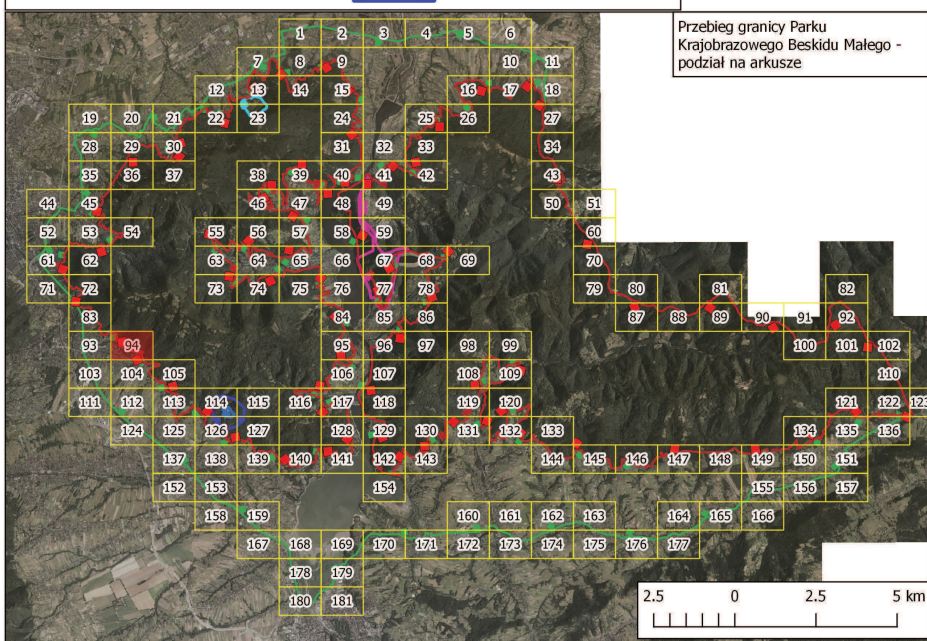 Przebieg granicy Parku
Krajobrazowego Beskidu Małego -
podział na arkusze
1 2 3 4 5 6
7 8 9 10 11
12 13 14 15 16 17 18
19 20 21 22 23 24 25 26 27
28 29 30 31 32 33 34
35 36 37 38 39 40 41 42 43
44 45 46 47 48 49 50 51
52 53 54 55 56 57 58 59 60
61 62 63 64 65 66 67 68 69 70
71 72 73 74 75 76 77 78 79 80 81 82
83 84 85 86 87 88 89 90 91 92
93 94 95 96 97 98 99 100 101 102
103 104 105 106 107 108 109 110
111 112 113 114 115 116 117 118 119 120 121 122 123
124 125 126 127 128 129 130 131 132 133 134 135 136
137 138 139 140 141 142 143 144 145 146 147 148 149 150 151
152 153 154 155 156 157
158 159 160 161 162 163 164 165 166
167 168 169 170 171 172 173 174 175 176 177
178 179
180 181
2.5 0 2.5 5 km